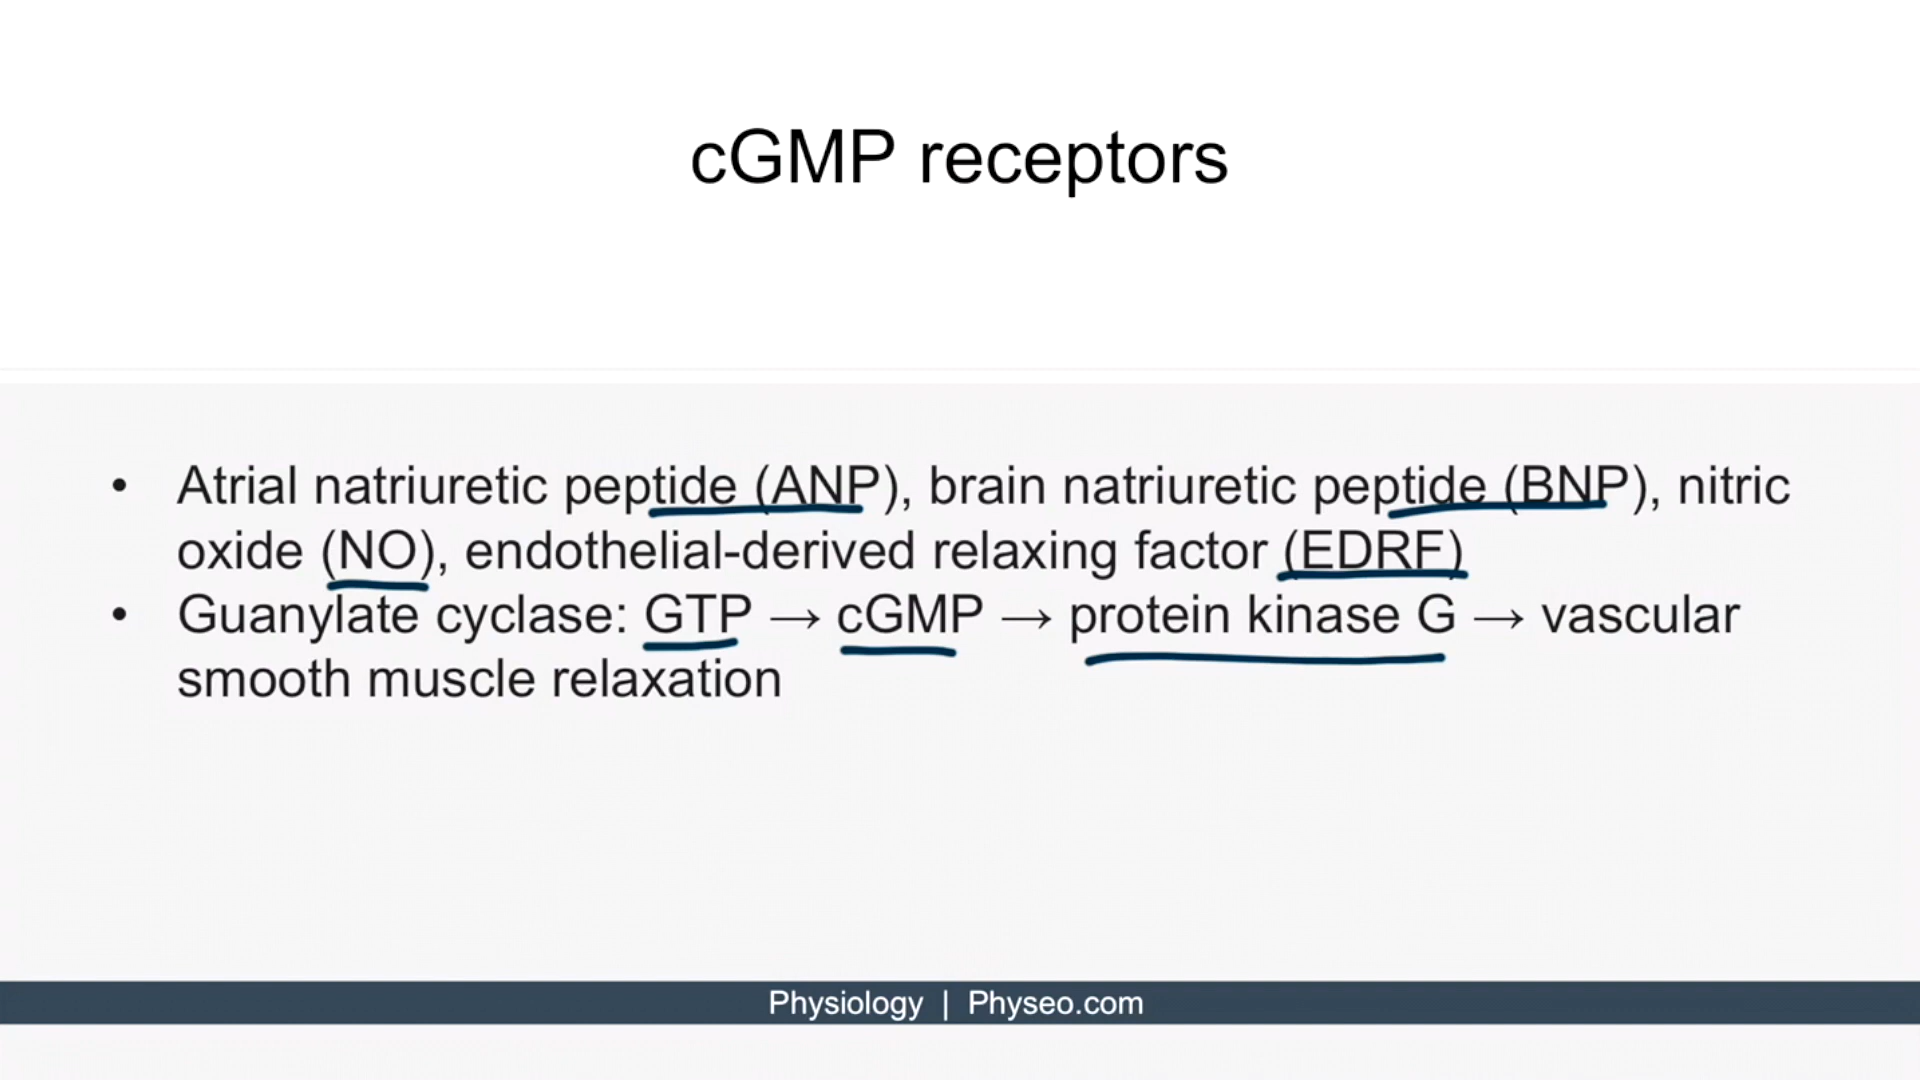 cGMP receptors
• Atrial natriuretic peptide (ANP), brain natriuretic peptide (BNP), nitric
oxide (NO), endothelial-derived relaxing factor (EDRF)
• Guanylate cyclase: GTP → cGMP → protein kinase G → vascular
smooth muscle relaxation
Physiology | Physeo.com